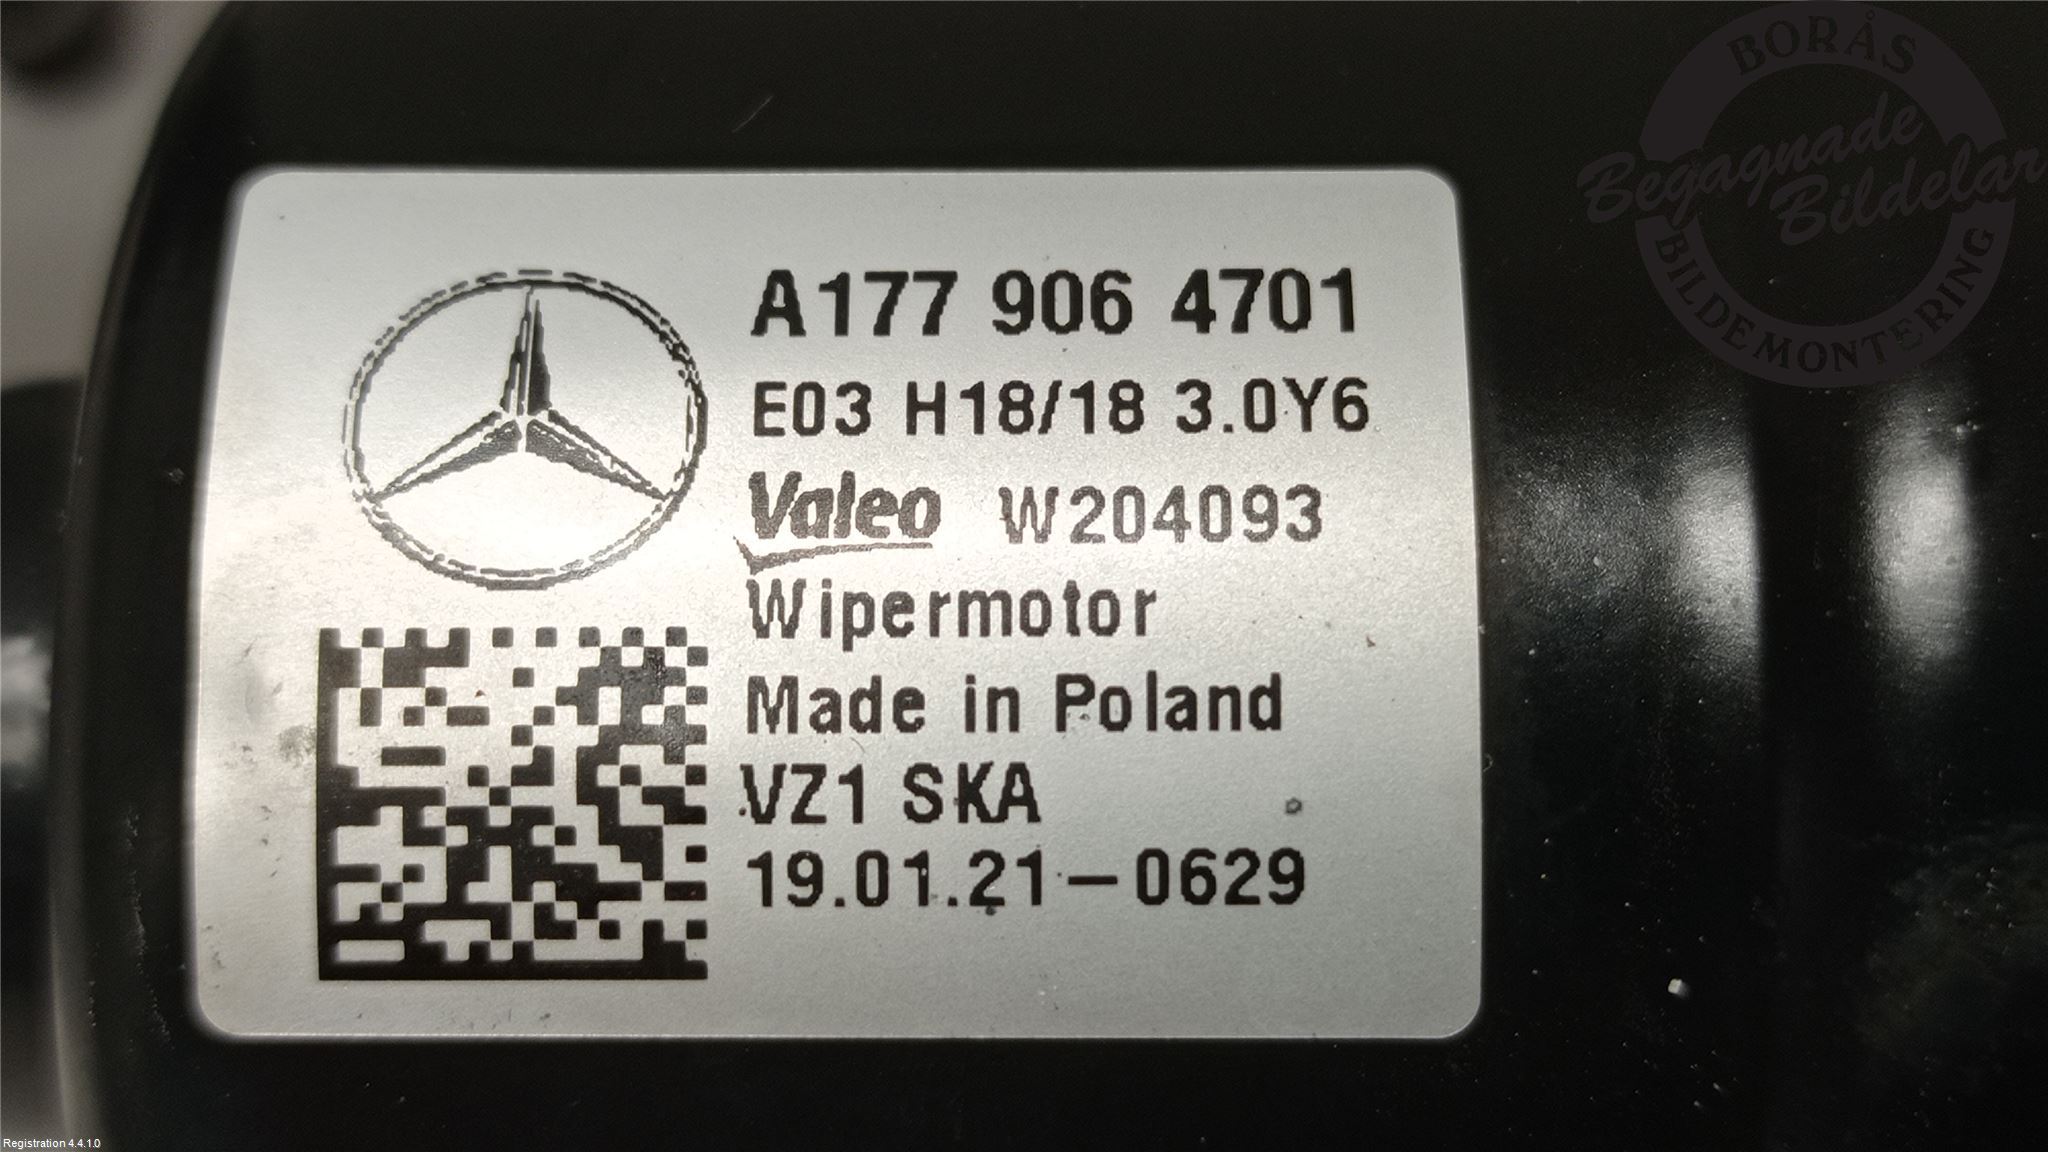 BORÅS
Begagnade
Bildelar
BILDEMONTERING
A177 906 4701
E03 H18/18 3.0Y6
Valeo W204093
Wipermotor
Made in Poland
VZ1 SKA
19.01.21-0629
Registration 4.4.1.0